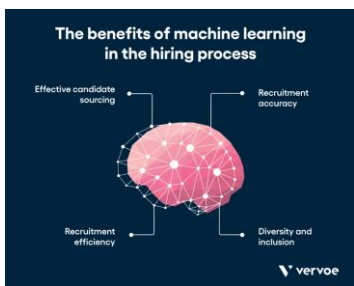 The benefits of machine learning
in the hiring process
Effective candidate
sourcing
Recruitment
accuracy
Recruitment
efficiency
Diversity and
inclusion
vervoe